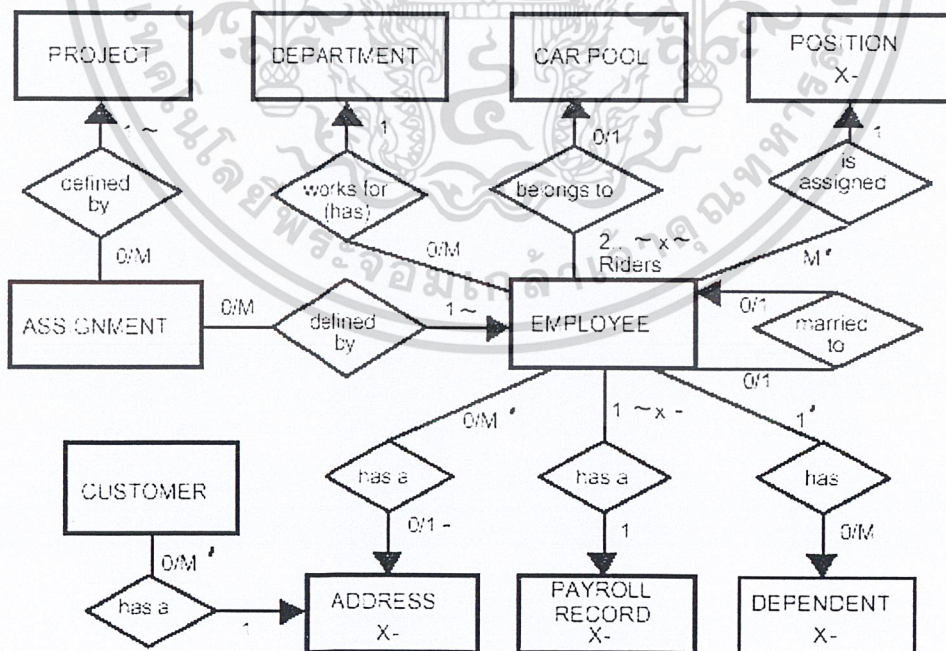 PROJECT
DEPARTMENT
CAR POOL
POSITION
X-
1 ~
1
0/1
1
defined
by
works for
(has)
belongs to
is
assigned
0/M
0/M
2.. ~ x ~
Riders
M'
ASSIGNMENT
0/M
defined
by
1 ~
EMPLOYEE
0/1
married
to
0/1
0/M '
1 ~ x -
1'
CUSTOMER
has a
has a
has
0/M '
0/1 -
1
0/M
has a
1
ADDRESS
X-
PAYROLL
RECORD
X-
DEPENDENT
X-